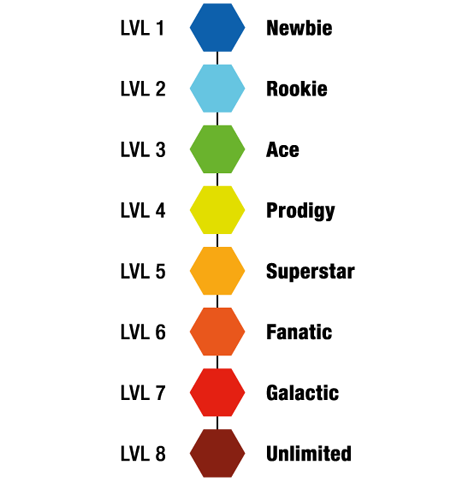 LVL 1 Newbie
LVL 2 Rookie
LVL 3 Ace
LVL 4 Prodigy
LVL 5 Superstar
LVL 6 Fanatic
LVL 7 Galactic
LVL 8 Unlimited